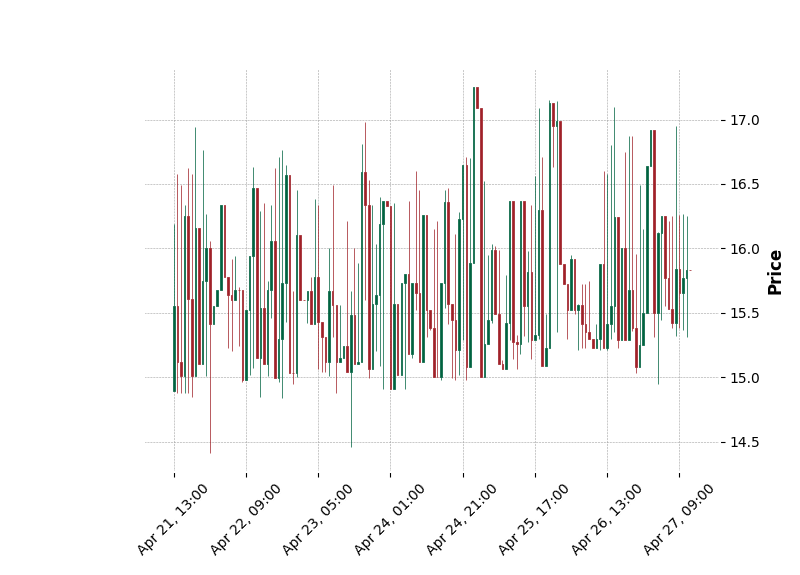 17.0
16.5
16.0
15.5
15.0
14.5
Price
Apr 21, 13:00
Apr 22, 09:00
Apr 23, 05:00
Apr 24, 01:00
Apr 24, 21:00
Apr 25, 17:00
Apr 26, 13:00
Apr 27, 09:00